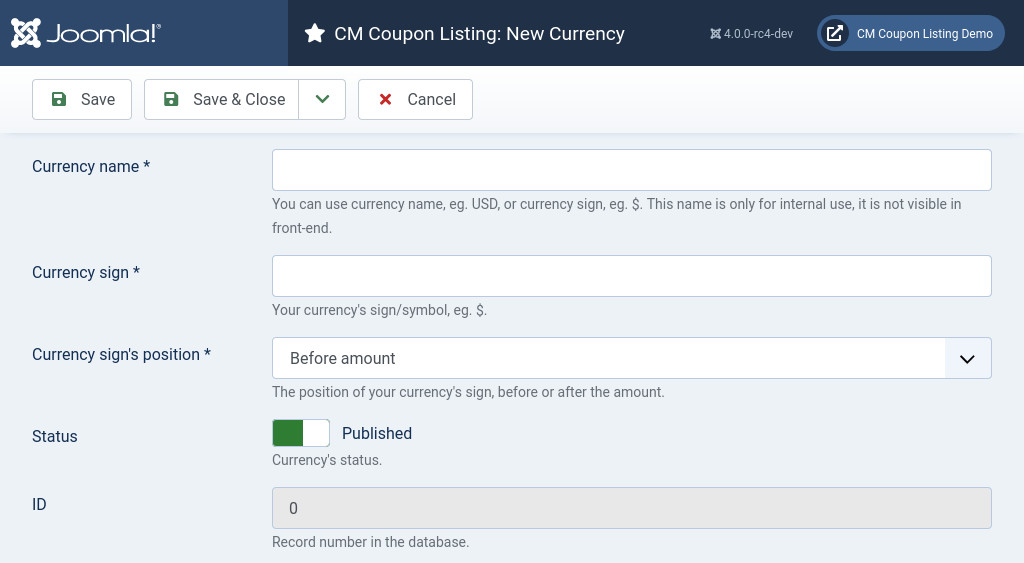 Joomla!®
CM Coupon Listing: New Currency
4.0.0-rc4-dev
CM Coupon Listing Demo
Save
Save & Close
Cancel
Currency name *
You can use currency name, eg. USD, or currency sign, eg. $. This name is only for internal use, it is not visible in
front-end.
Currency sign *
Your currency's sign/symbol, eg. $.
Currency sign's position *
Before amount
The position of your currency's sign, before or after the amount.
Status
Published
Currency's status.
ID
0
Record number in the database.